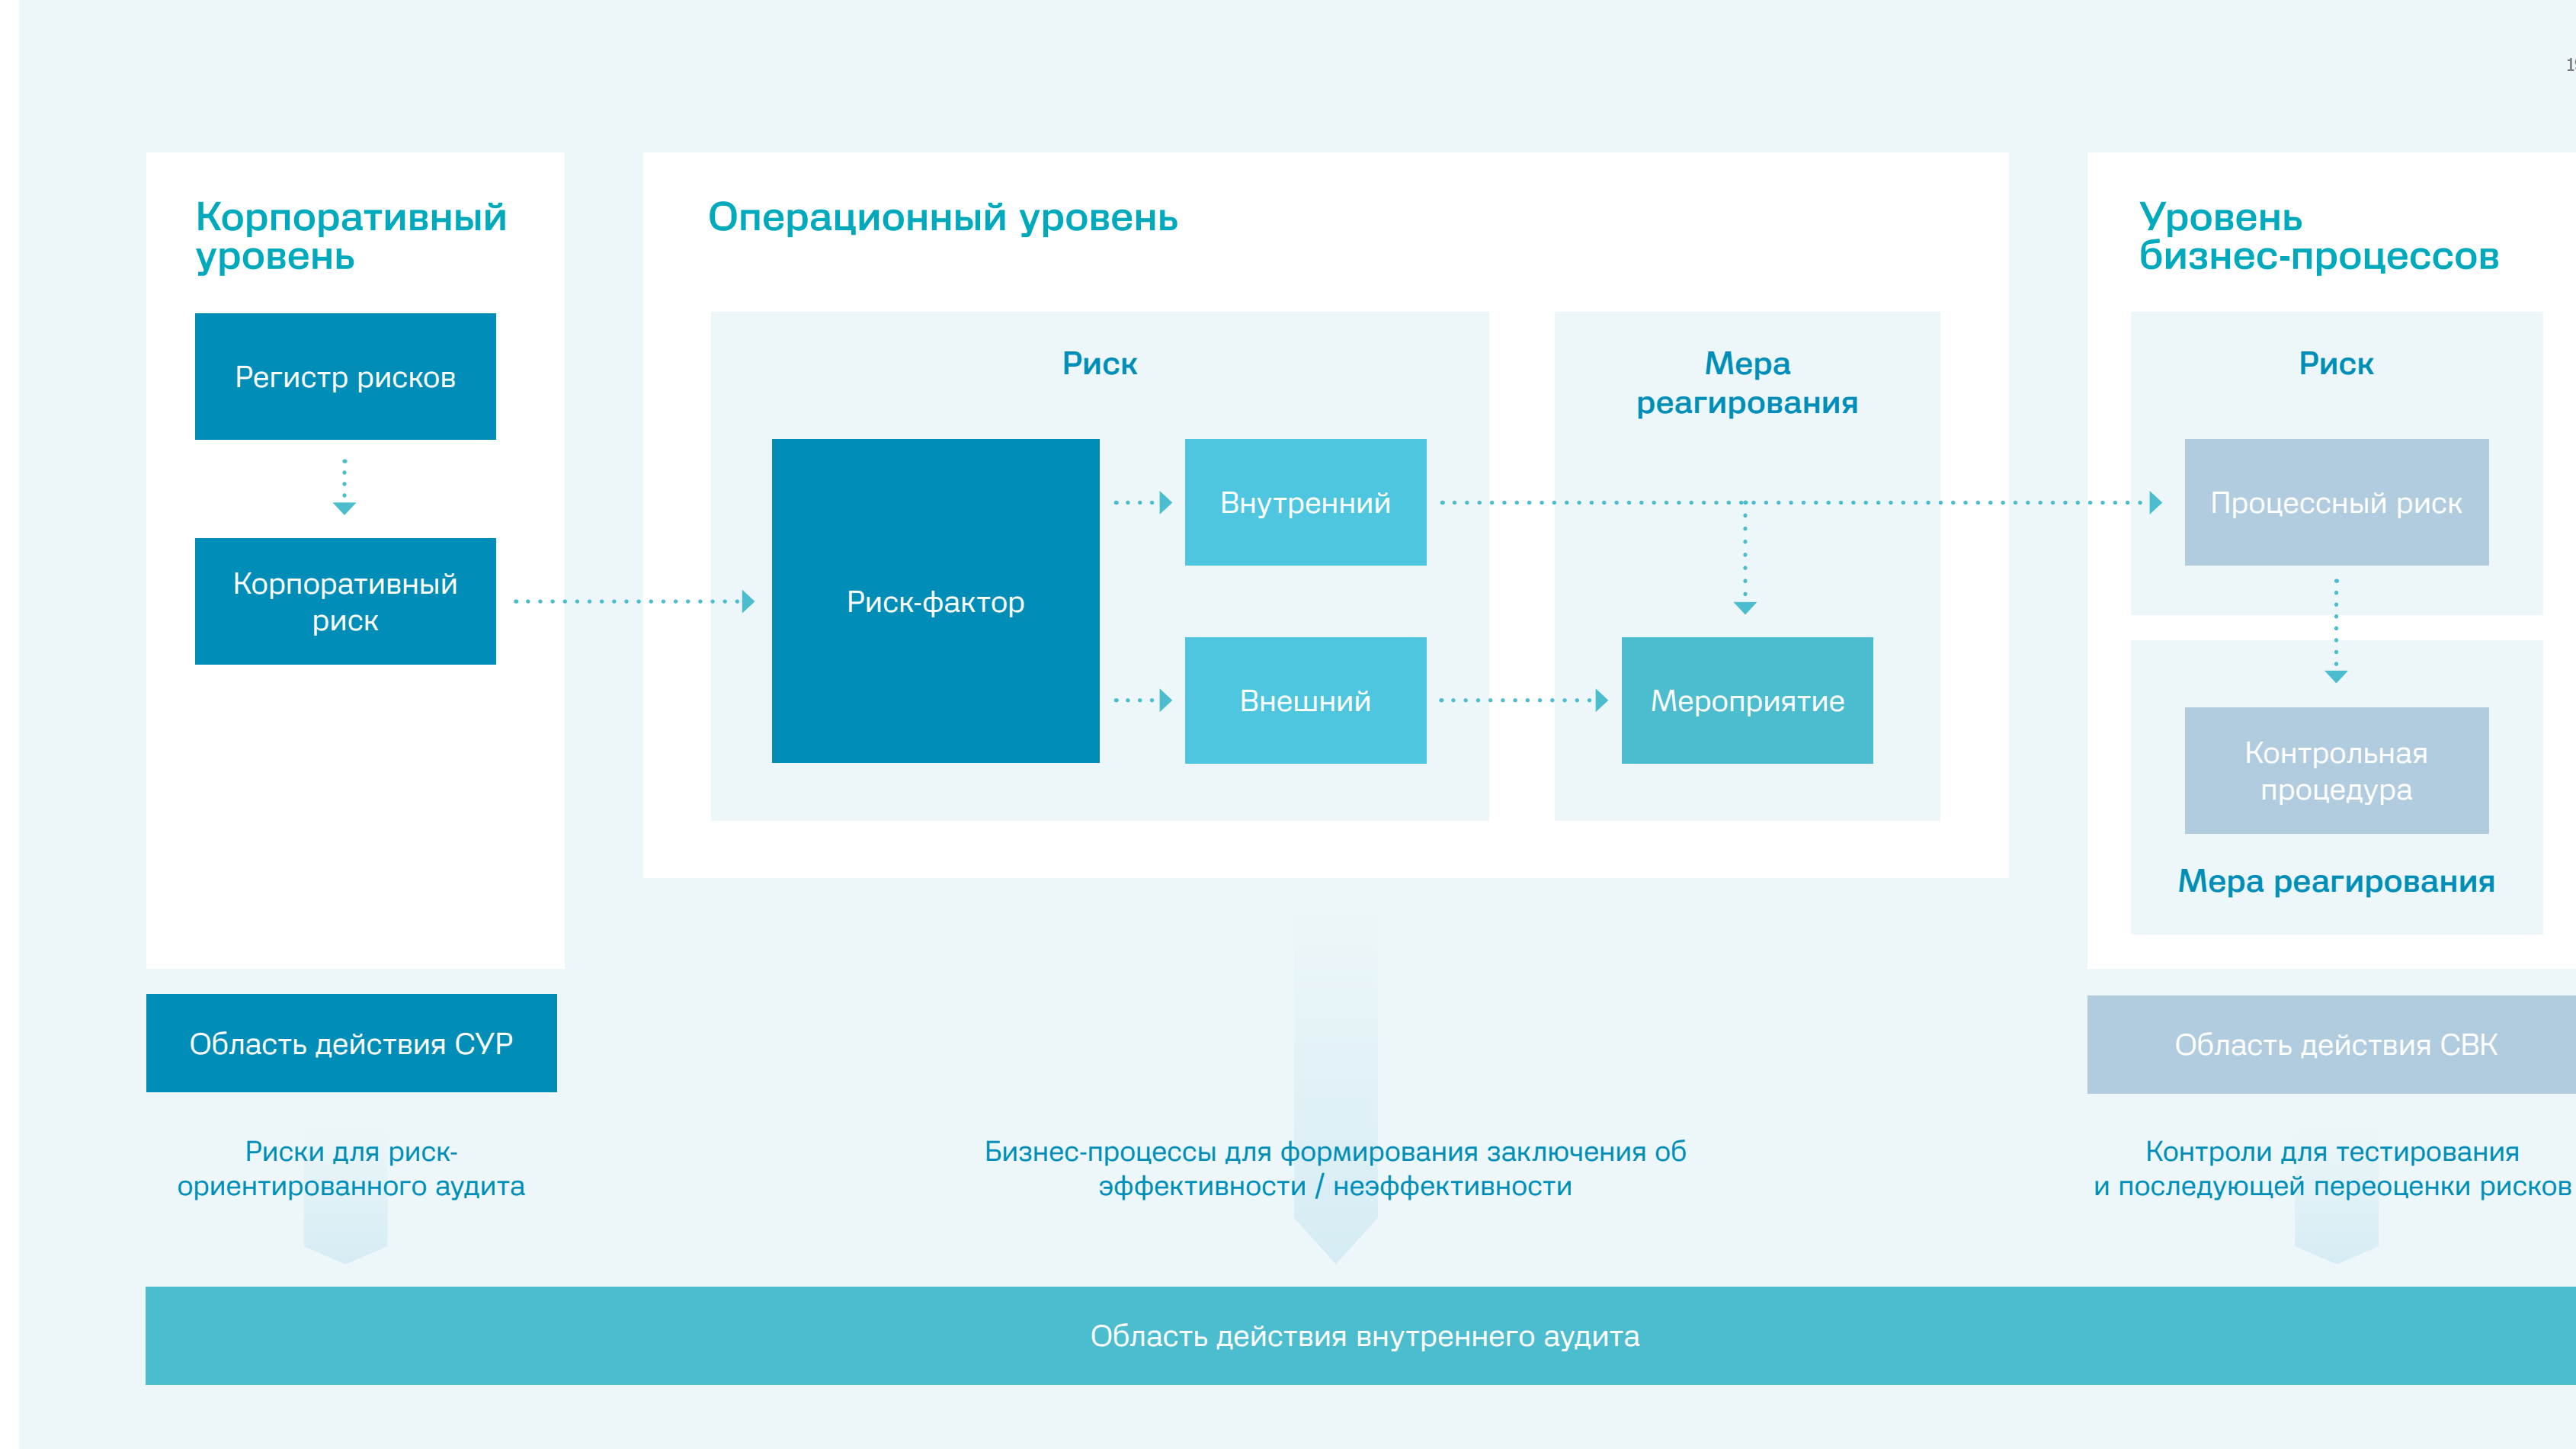 Корпоративный
уровень
Регистр рисков
Корпоративный
риск
Операционный уровень
Риск
Риск-фактор
Внутренний
Внешний
Мера
реагирования
Мероприятие
Уровень
бизнес-процессов
Риск
Процессный риск
Контрольная
процедура
Мера реагирования
Область действия СУР
Область действия СВК
Риски для риск-
ориентированного аудита
Бизнес-процессы для формирования заключения об
эффективности / неэффективности
Контроли для тестирования
и последующей переоценки рисков
Область действия внутреннего аудита